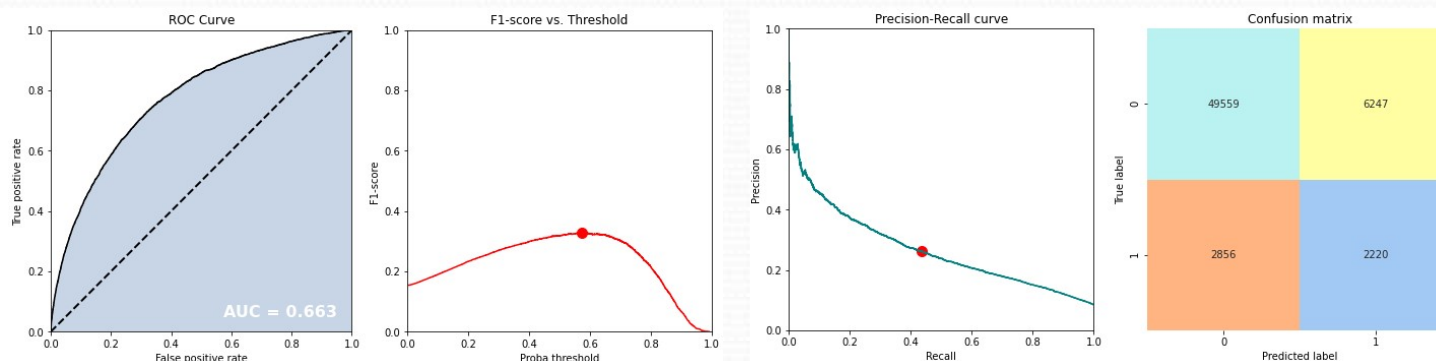 ROC Curve
1.0
0.8
0.6
0.4
0.2
0.0
True positive rate
AUC = 0.663
0.0 0.2 0.4 0.6 0.8 1.0
False positive rate
F1-score vs. Threshold
1.0
0.8
0.6
0.4
0.2
0.0
F1-score
0.0 0.2 0.4 0.6 0.8 1.0
Proba threshold
Precision-Recall curve
1.0
0.8
0.6
0.4
0.2
0.0
Precision
0.0 0.2 0.4 0.6 0.8 1.0
Recall
Confusion matrix
0
49559 6247
True label
1
2856 2220
0 1
Predicted label